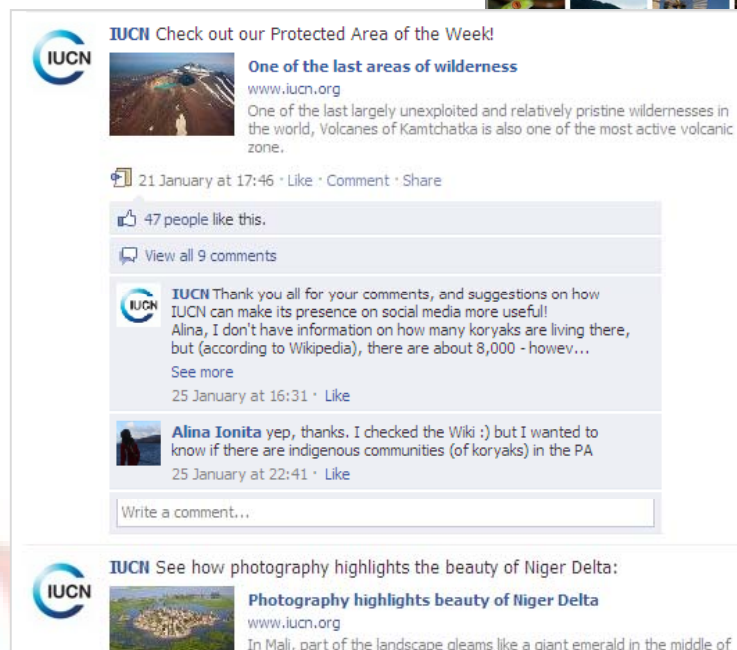 IUCN
IUCN Check out our Protected Area of the Week!
One of the last areas of wilderness
www.iucn.org
One of the last largely unexploited and relatively pristine wildernesses in
the world, Volcanes of Kamtchatka is also one of the most active volcanic
zone.
21 January at 17:46 · Like · Comment · Share
47 people like this.
View all 9 comments
IUCN
IUCN Thank you all for your comments, and suggestions on how
IUCN can make its presence on social media more useful!
Alina, I don't have information on how many koryaks are living there,
but (according to Wikipedia), there are about 8,000 - howev...
See more
25 January at 16:31 · Like
Alina Ionita yep, thanks. I checked the Wiki :) but I wanted to
know if there are indigenous communities (of koryaks) in the PA
25 January at 22:41 · Like
Write a comment...
IUCN
IUCN See how photography highlights the beauty of Niger Delta:
Photography highlights beauty of Niger Delta
www.iucn.org
In Mali, part of the landscape gleams like a giant emerald in the middle of